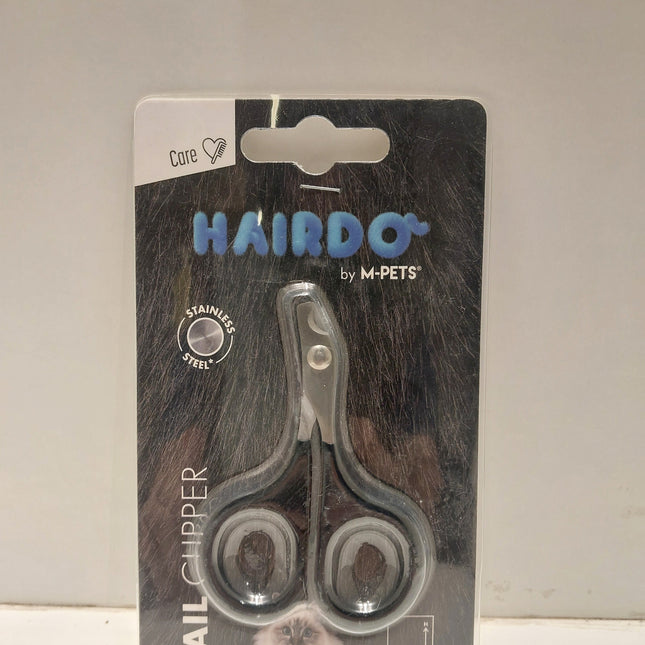 Care
HAIRDO
by M-PETS®
STAINLESS
STEEL*
AIL CLIPPER
H